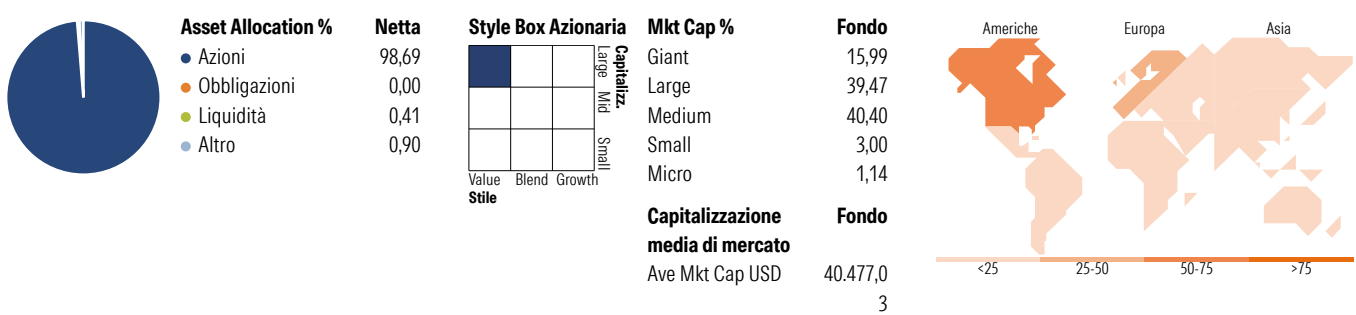 Asset Allocation % Netta
Azioni 98,69
Obbligazioni 0,00
Liquidità 0,41
Altro 0,90
Style Box Azionaria
Capitalizz.
Large Mid Small
Value Blend Growth
Stile
Mkt Cap % Fondo
Giant 15,99
Large 39,47
Medium 40,40
Small 3,00
Micro 1,14
Capitalizzazione Fondo
media di mercato
Ave Mkt Cap USD 40.477,0
3
Americhe Europa Asia
<25 25-50 50-75 >75